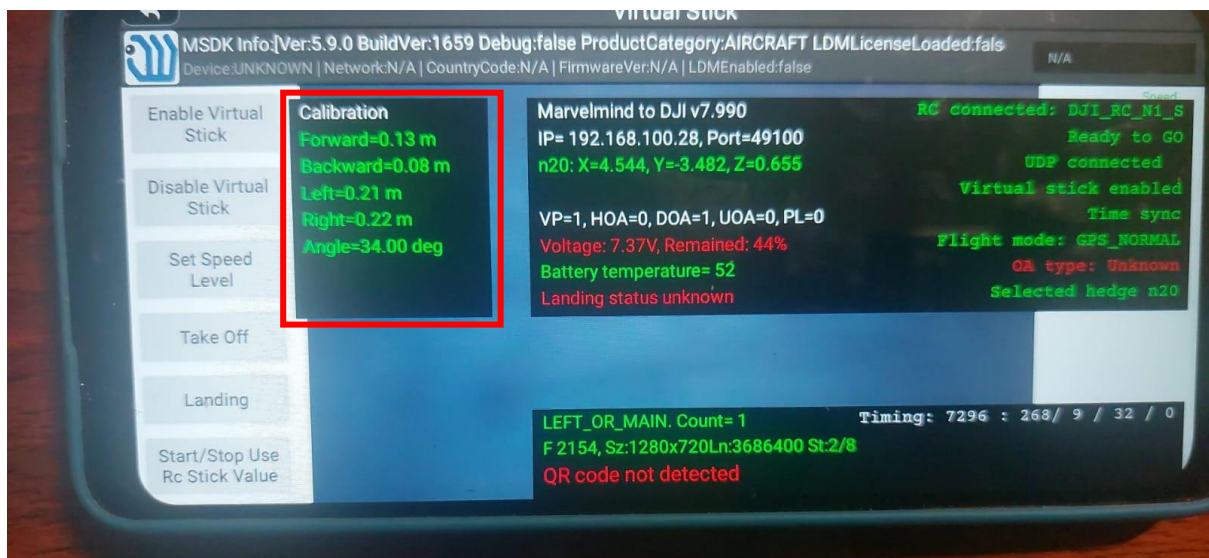 Virtual Stick
MSDK Info:[Ver:5.9.0 BuildVer:1659 Debug:false ProductCategory:AIRCRAFT LDMLicenseLoaded:fals
Device:UNKNOWN | Network:N/A | CountryCode:N/A | FirmwareVer:N/A | LDMEnabled:false
N/A
Speed
Enable Virtual
Stick
Disable Virtual
Stick
Set Speed
Level
Take Off
Landing
Start/Stop Use
Rc Stick Value
Calibration
Forward=0.13 m
Backward=0.08 m
Left=0.21 m
Right=0.22 m
Angle=34.00 deg
Marvelmind to DJI v7.990
IP= 192.168.100.28, Port=49100
n20: X=4.544, Y=-3.482, Z=0.655
VP=1, HOA=0, DOA=1, UOA=0, PL=0
Voltage: 7.37V, Remained: 44%
Battery temperature= 52
Landing status unknown
RC connected: DJI_RC_N1_S
Ready to GO
UDP connected
Virtual stick enabled
Time sync
Flight mode: GPS_NORMAL
OA type: Unknown
Selected hedge n20
LEFT_OR_MAIN. Count= 1
Timing: 7296 : 268/ 9 / 32 / 0
F 2154, Sz:1280x720Ln:3686400 St:2/8
QR code not detected